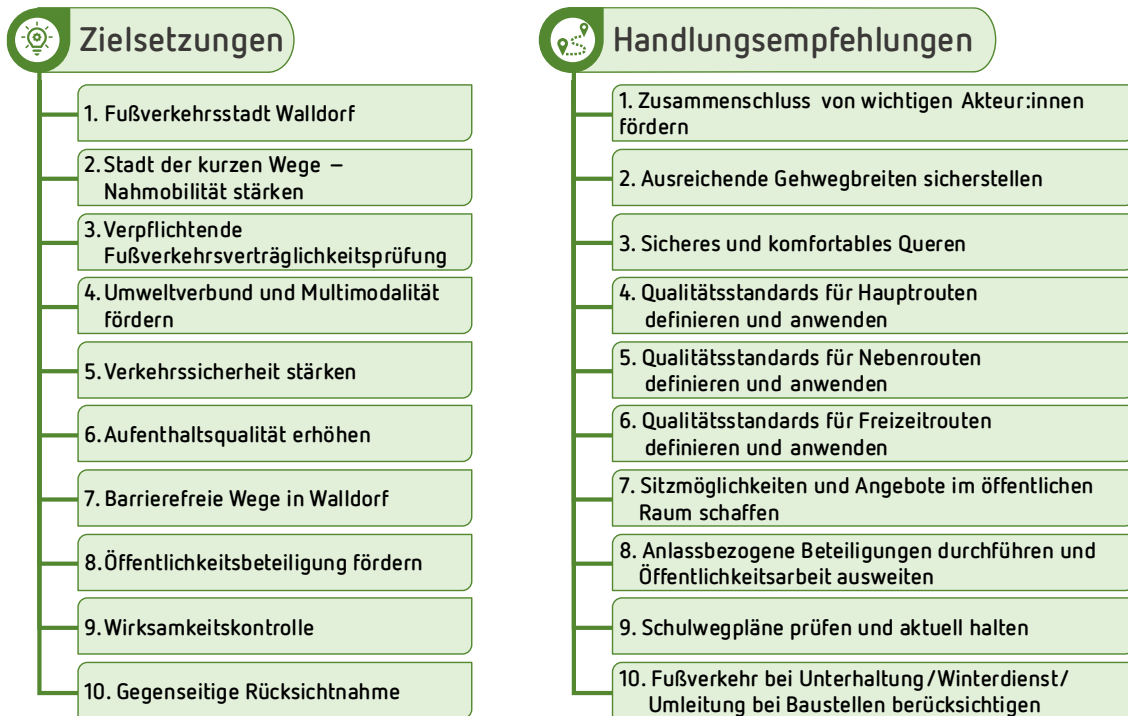 Zielsetzungen
1. Fußverkehrsstadt Walldorf
2. Stadt der kurzen Wege –
Nahmobilität stärken
3. Verpflichtende
Fußverkehrsverträglichkeitsprüfung
4. Umweltverbund und Multimodalität
fördern
5. Verkehrssicherheit stärken
6. Aufenthaltsqualität erhöhen
7. Barrierefreie Wege in Walldorf
8. Öffentlichkeitsbeteiligung fördern
9. Wirksamkeitskontrolle
10. Gegenseitige Rücksichtnahme
Handlungsempfehlungen
1. Zusammenschluss von wichtigen Akteur:innen
fördern
2. Ausreichende Gehwegbreiten sicherstellen
3. Sicheres und komfortables Queren
4. Qualitätsstandards für Hauptrouten
definieren und anwenden
5. Qualitätsstandards für Nebenrouten
definieren und anwenden
6. Qualitätsstandards für Freizeitrouten
definieren und anwenden
7. Sitzmöglichkeiten und Angebote im öffentlichen
Raum schaffen
8. Anlassbezogene Beteiligungen durchführen und
Öffentlichkeitsarbeit ausweiten
9. Schulwegpläne prüfen und aktuell halten
10. Fußverkehr bei Unterhaltung/Winterdienst/
Umleitung bei Baustellen berücksichtigen